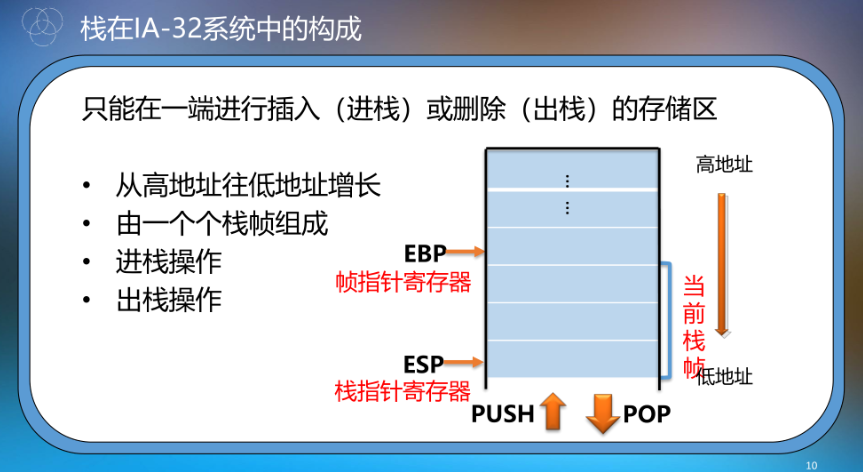 栈在IA-32系统中的构成
只能在一端进行插入（进栈）或删除（出栈）的存储区
• 从高地址往低地址增长
• 由一个个栈帧组成
• 进栈操作
• 出栈操作
⋮
⋮
高地址
EBP
帧指针寄存器
当前栈帧
ESP
栈指针寄存器
低地址
PUSH
POP
10